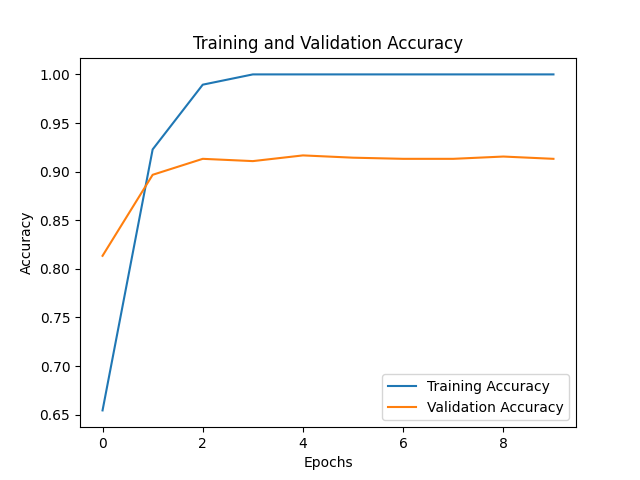 Training and Validation Accuracy
1.00
0.95
0.90
0.85
0.80
0.75
0.70
0.65
Accuracy
Training Accuracy
Validation Accuracy
0 2 4 6 8
Epochs